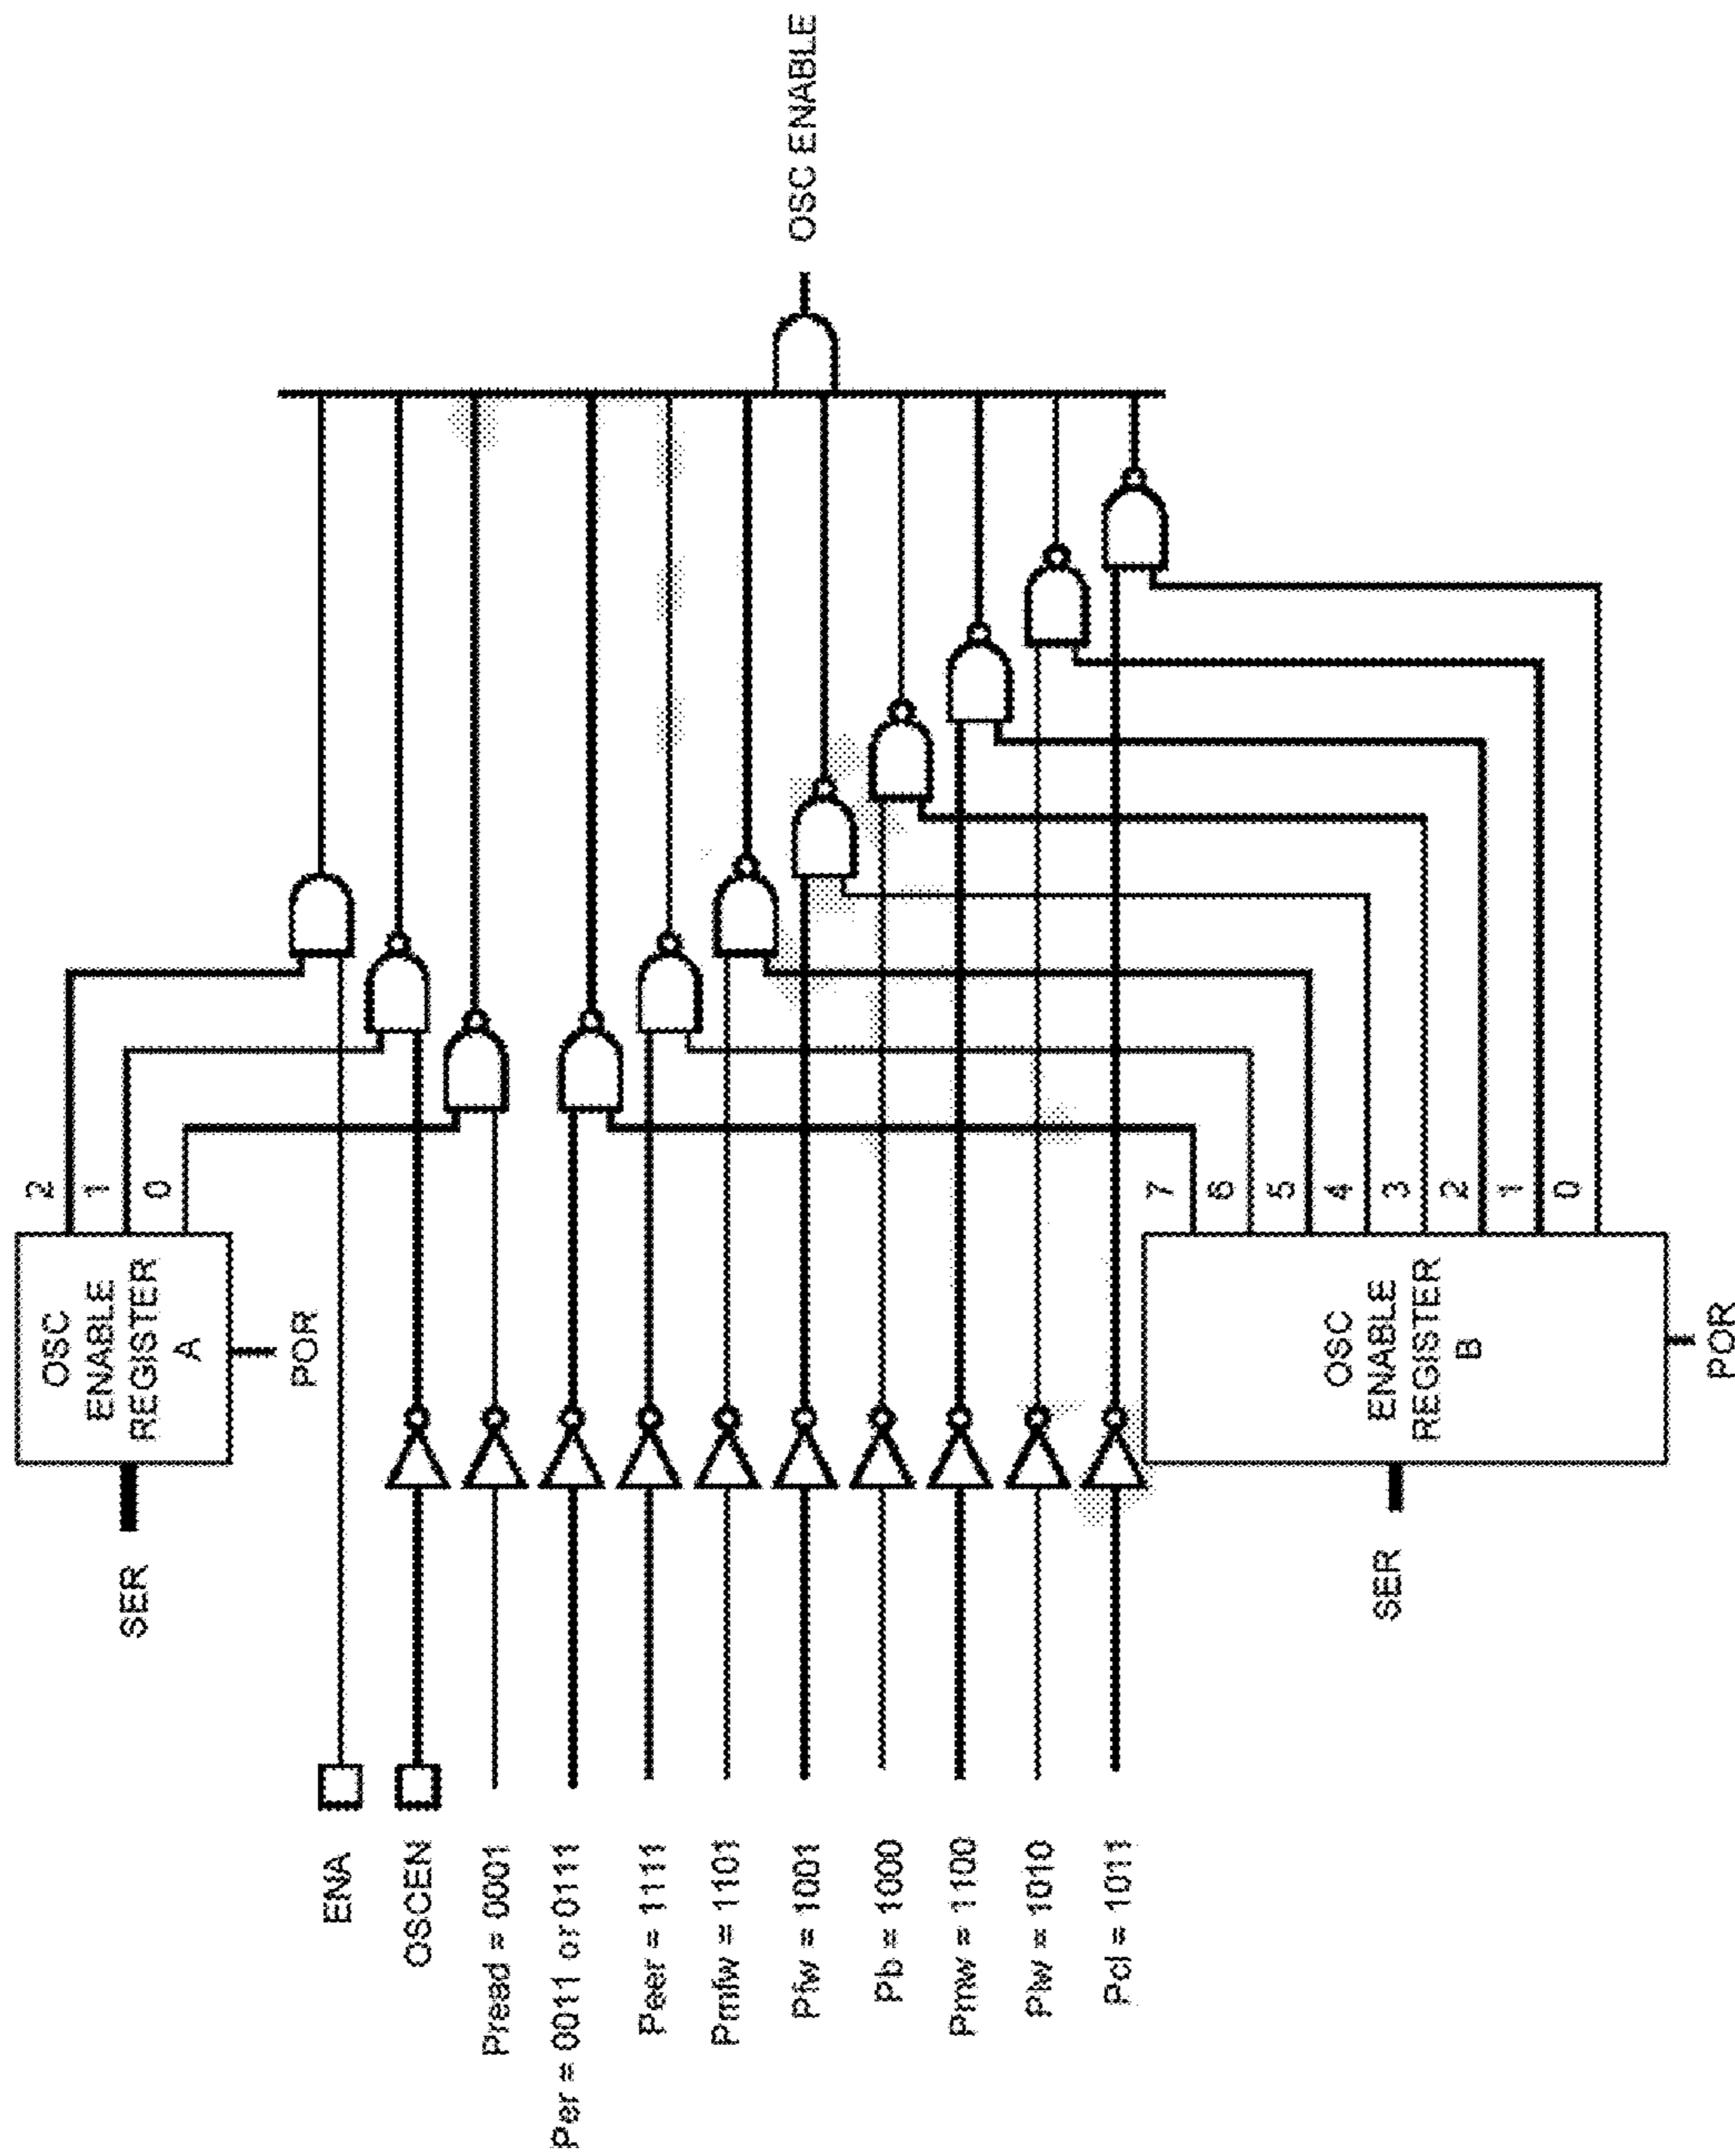 OSC
ENABLE
REGISTER
A
2
1
0
SER
POR
ENA
OSCEN
Pread = 0001
Per = 0011 or 0111
Peer = 1111
Pmfw = 1101
Pfw = 1001
Pb = 1000
Pmw = 1100
Plw = 1010
Pcl = 1011
OSC ENABLE
7
6
5
4
3
2
1
0
OSC
ENABLE
REGISTER
B
SER
POR